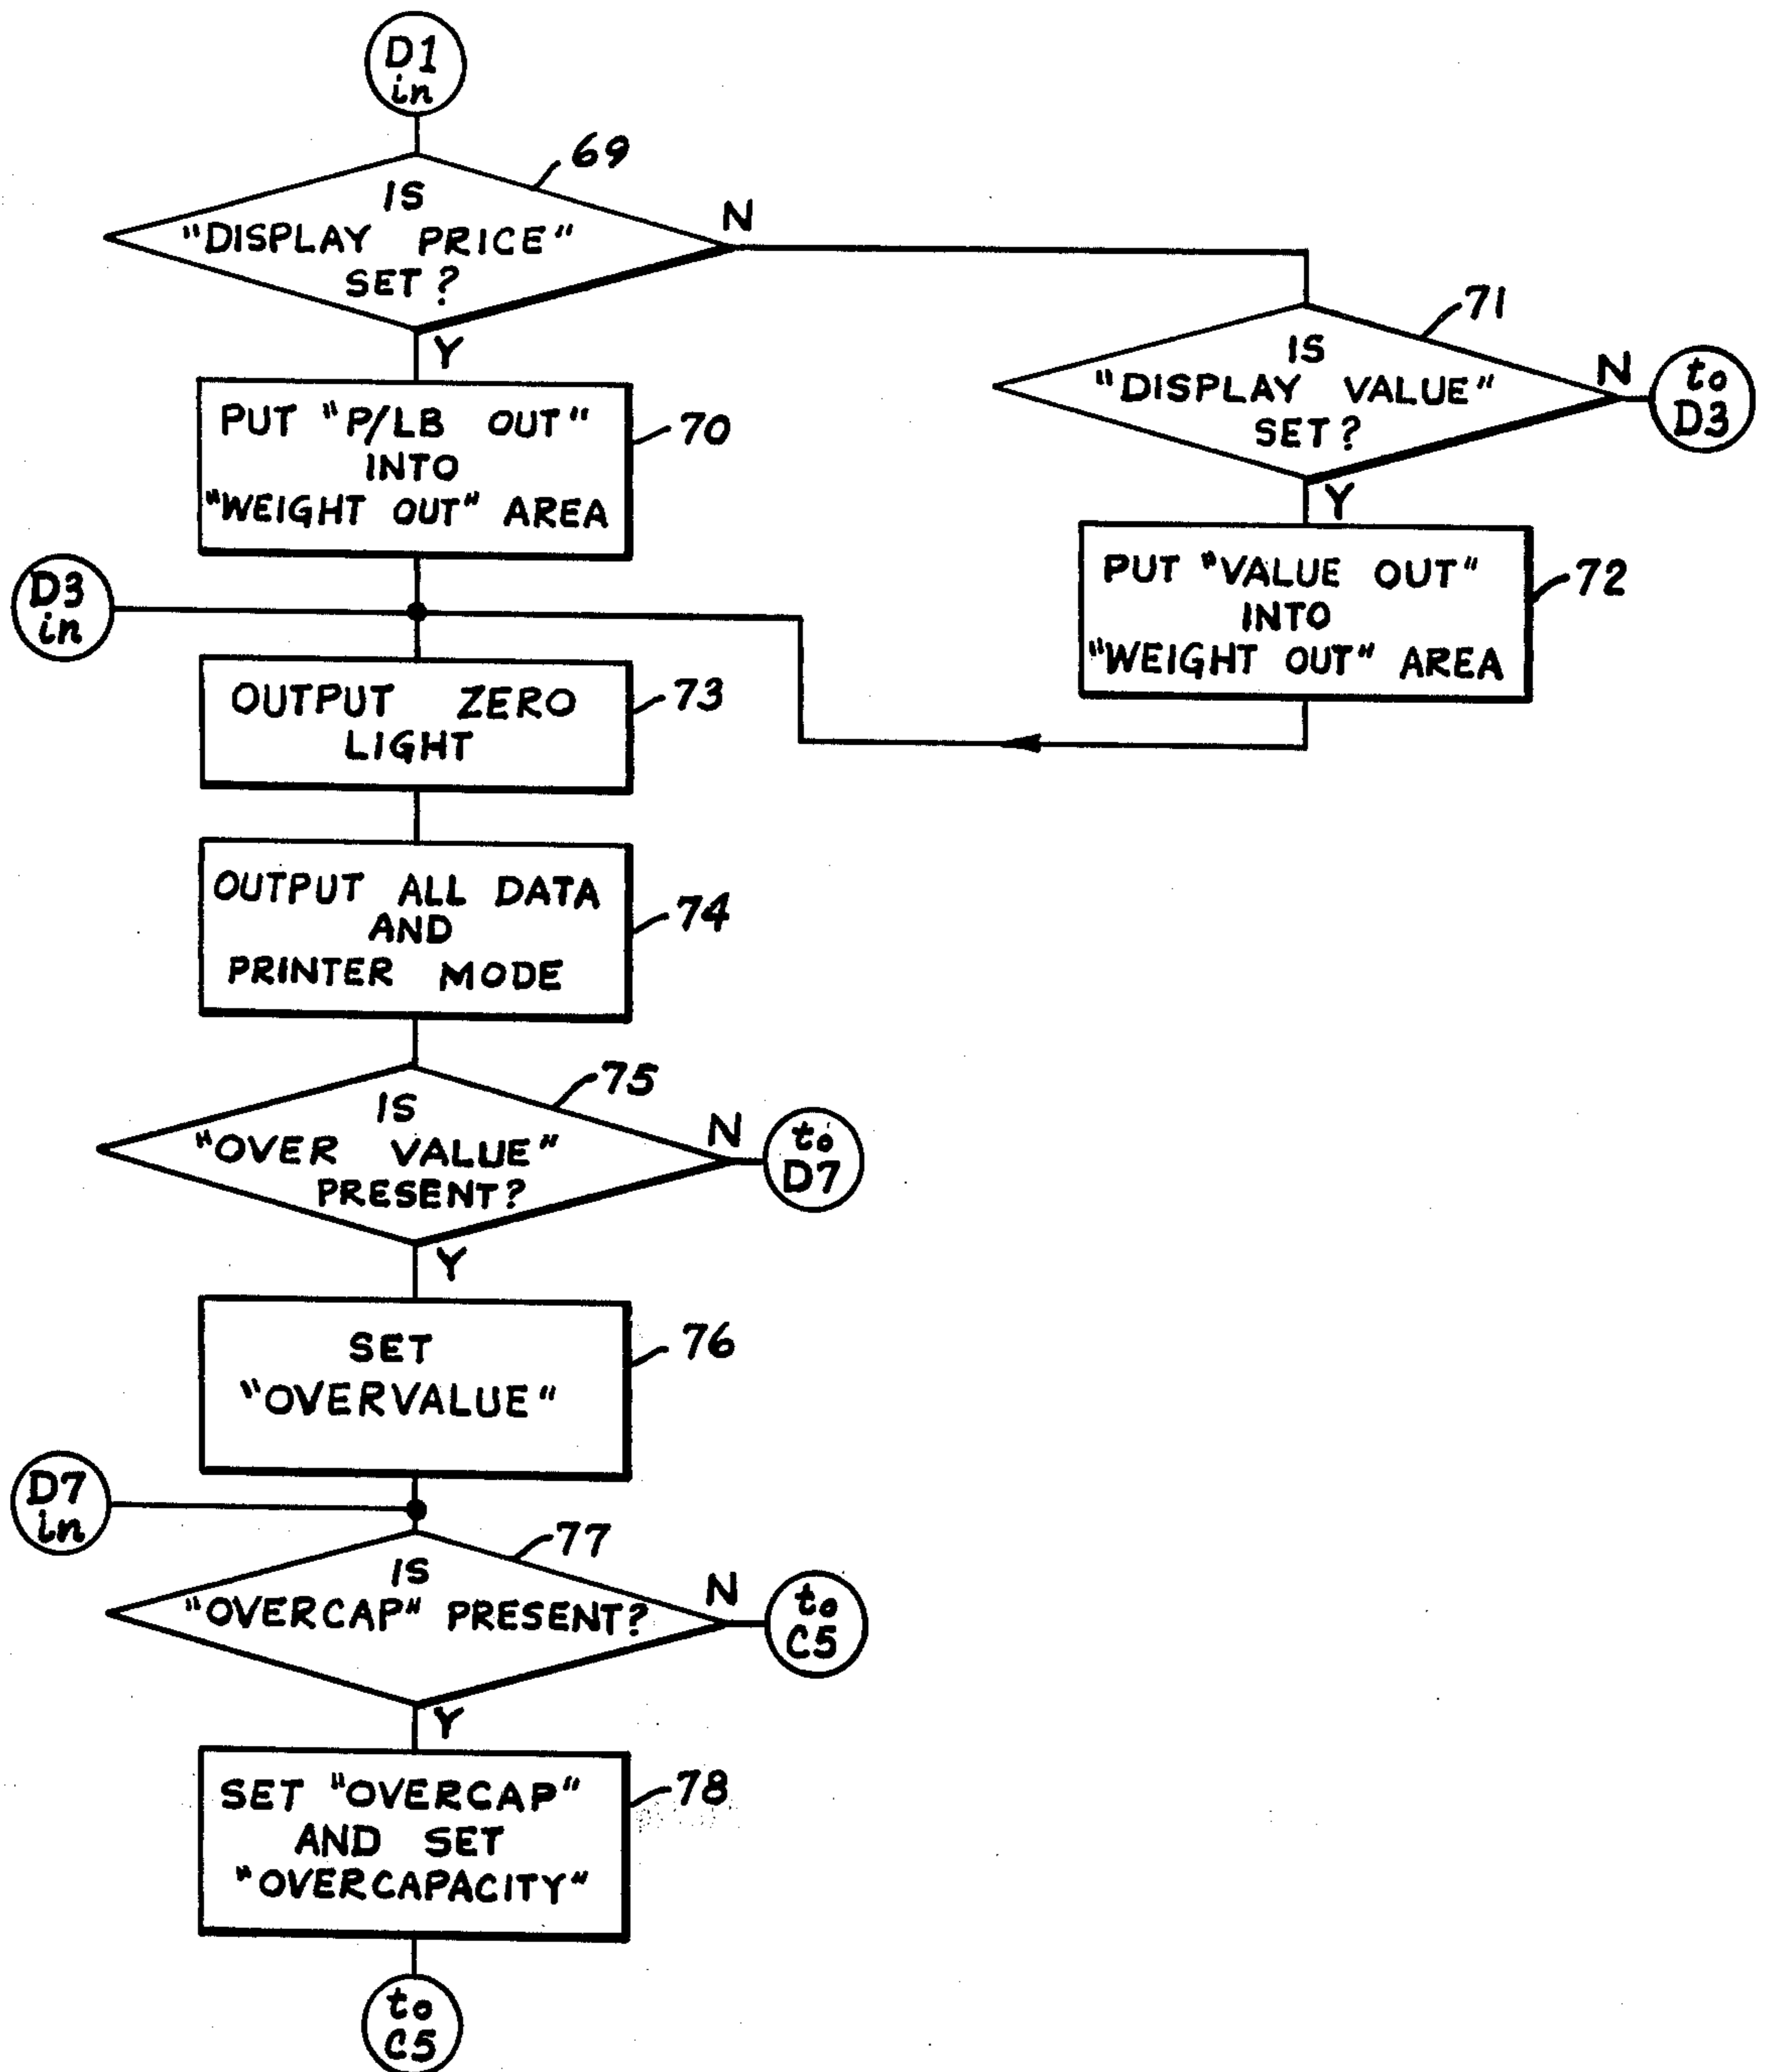 D1
in
69
IS
"DISPLAY PRICE"
SET?
N
Y
71
IS
"DISPLAY VALUE"
SET?
N
to
D3
Y
PUT "P/LB OUT"
INTO
"WEIGHT OUT" AREA
70
PUT "VALUE OUT"
INTO
"WEIGHT OUT" AREA
72
D3
in
OUTPUT ZERO
LIGHT
73
OUTPUT ALL DATA
AND
PRINTER MODE
74
75
IS
"OVER VALUE"
PRESENT?
N
to
D7
Y
SET
"OVERVALUE"
76
D7
in
77
IS
"OVERCAP" PRESENT?
N
to
C5
Y
SET "OVERCAP"
AND SET
"OVERCAPACITY"
78
to
C5